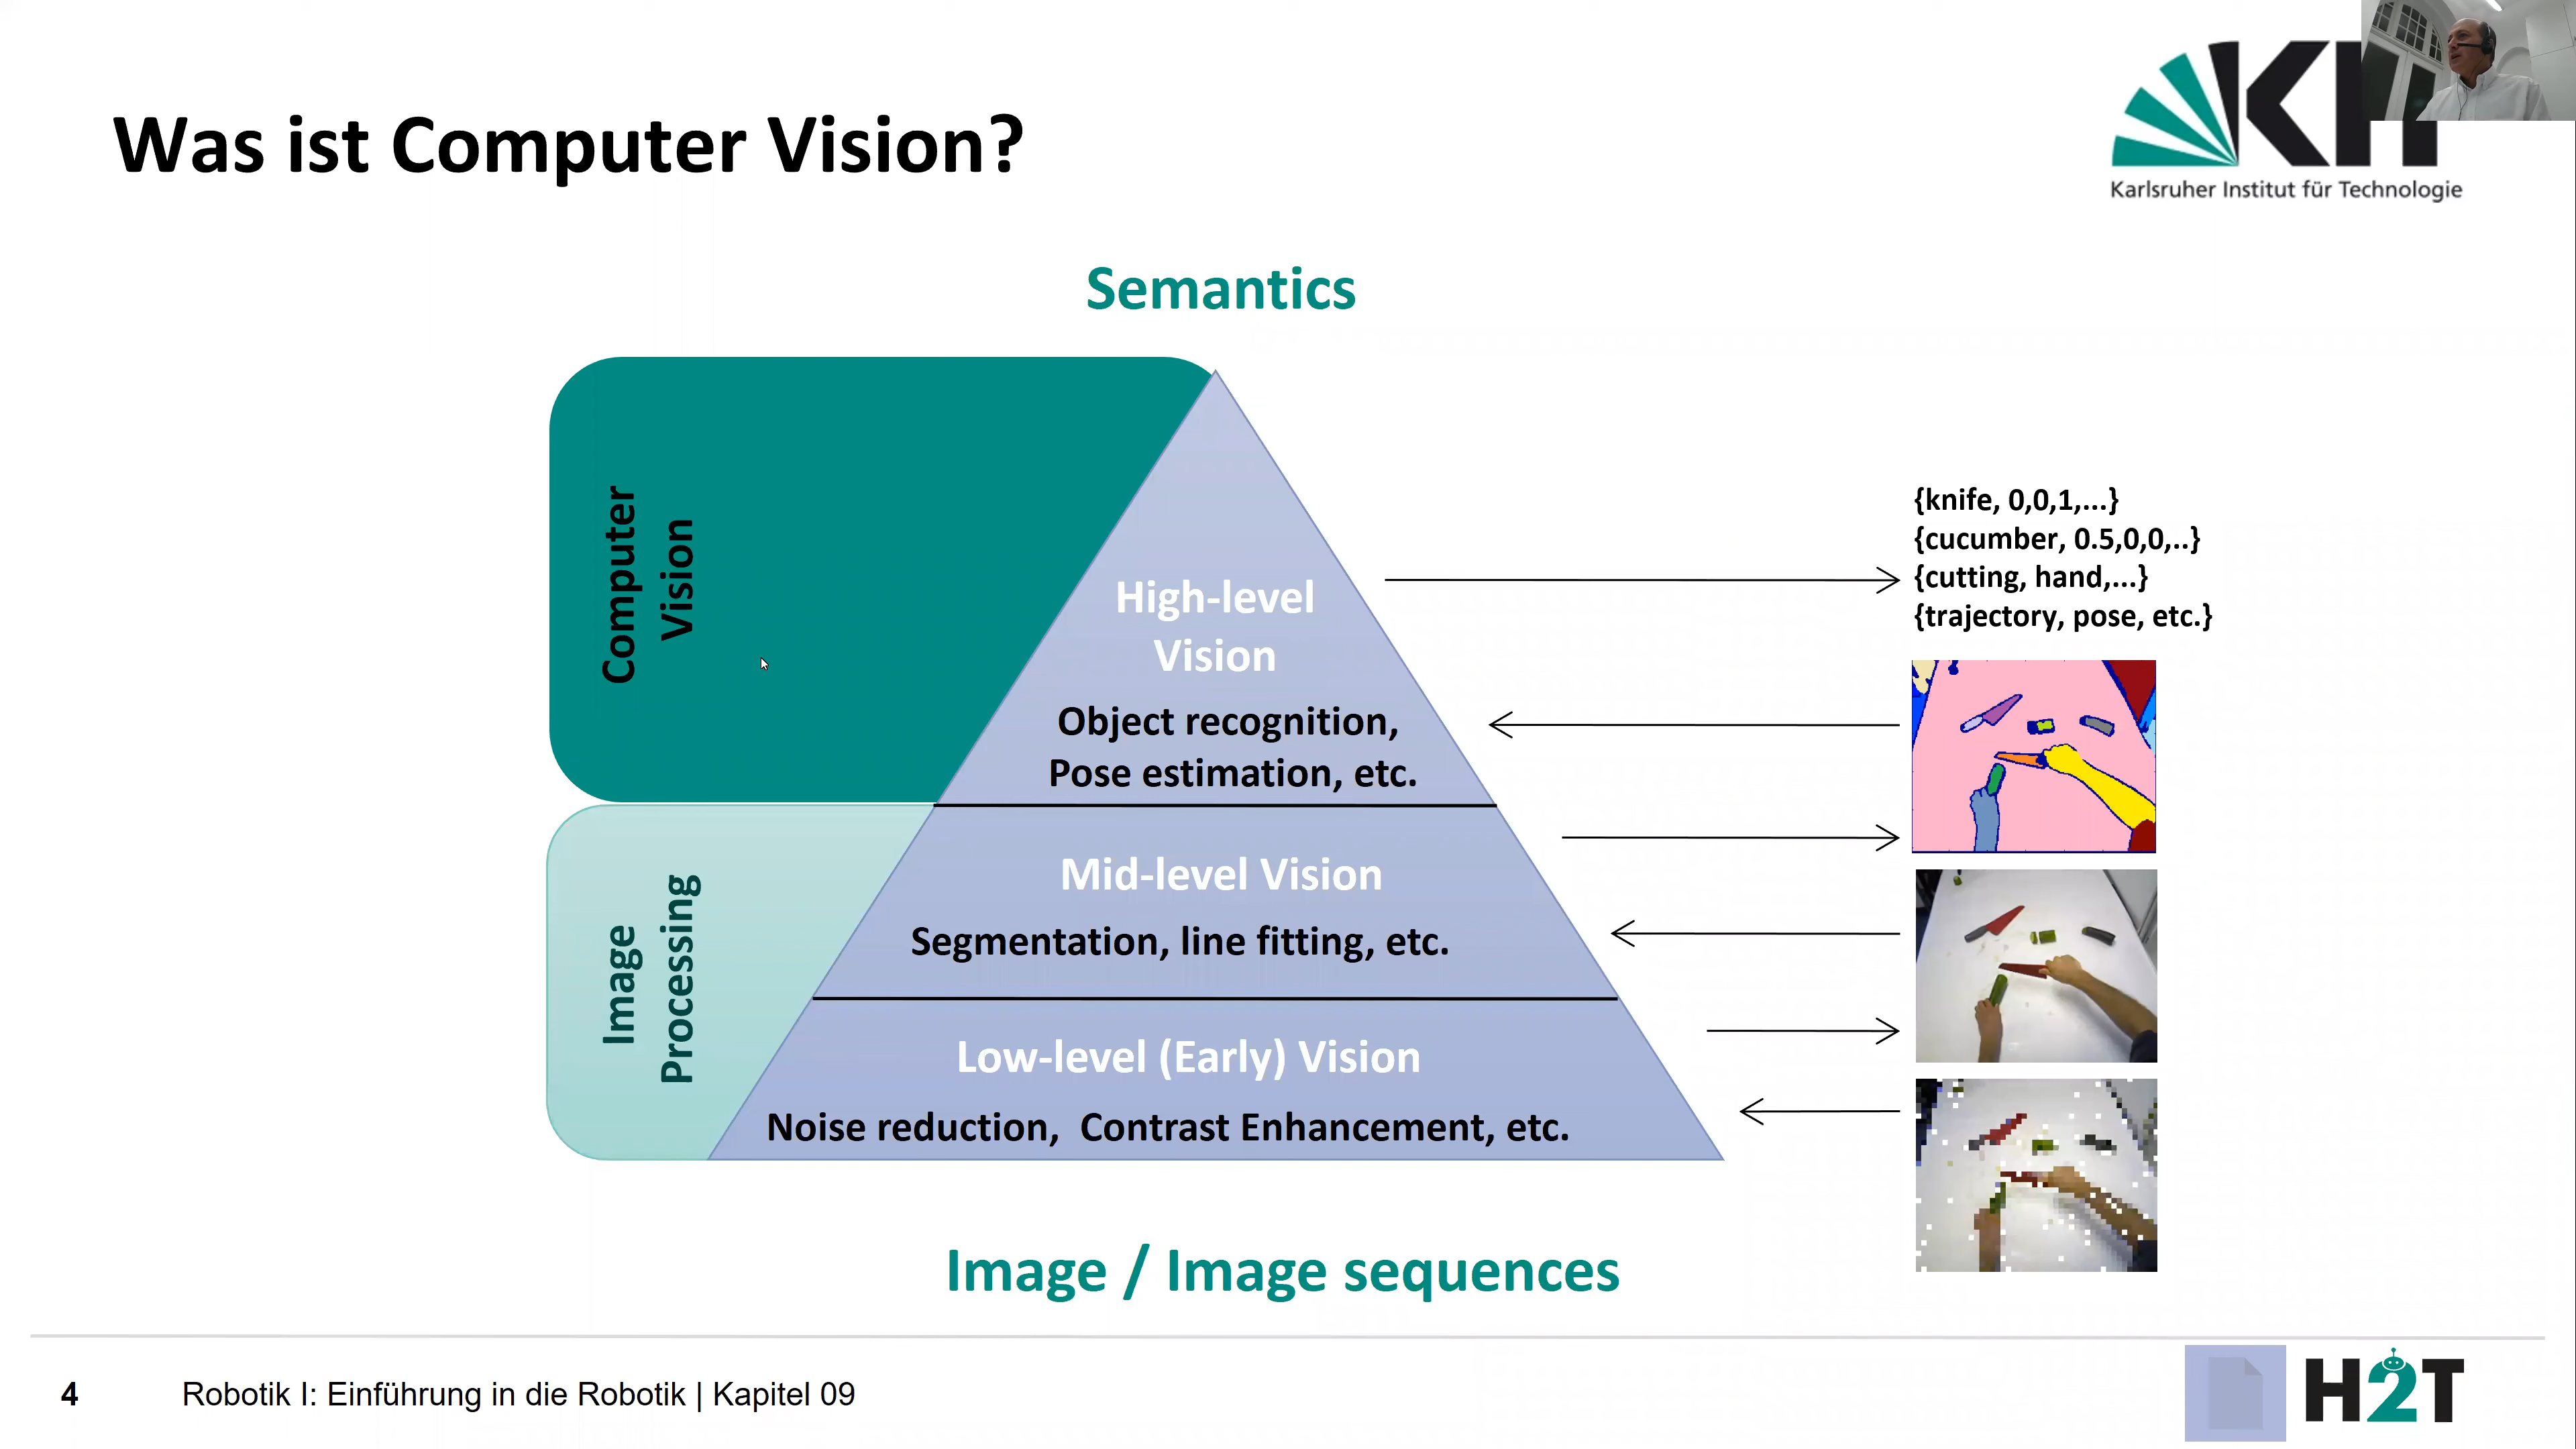 Was ist Computer Vision?
Karlsruher Institut für Technologie
Semantics
Computer
Vision
High-level
Vision
Object recognition,
Pose estimation, etc.
{knife, 0,0,1,...}
{cucumber, 0.5,0,0,..}
{cutting, hand,...}
{trajectory, pose, etc.}
Image
Processing
Mid-level Vision
Segmentation, line fitting, etc.
Low-level (Early) Vision
Noise reduction, Contrast Enhancement, etc.
Image / Image sequences
4
Robotik I: Einführung in die Robotik | Kapitel 09
H2T